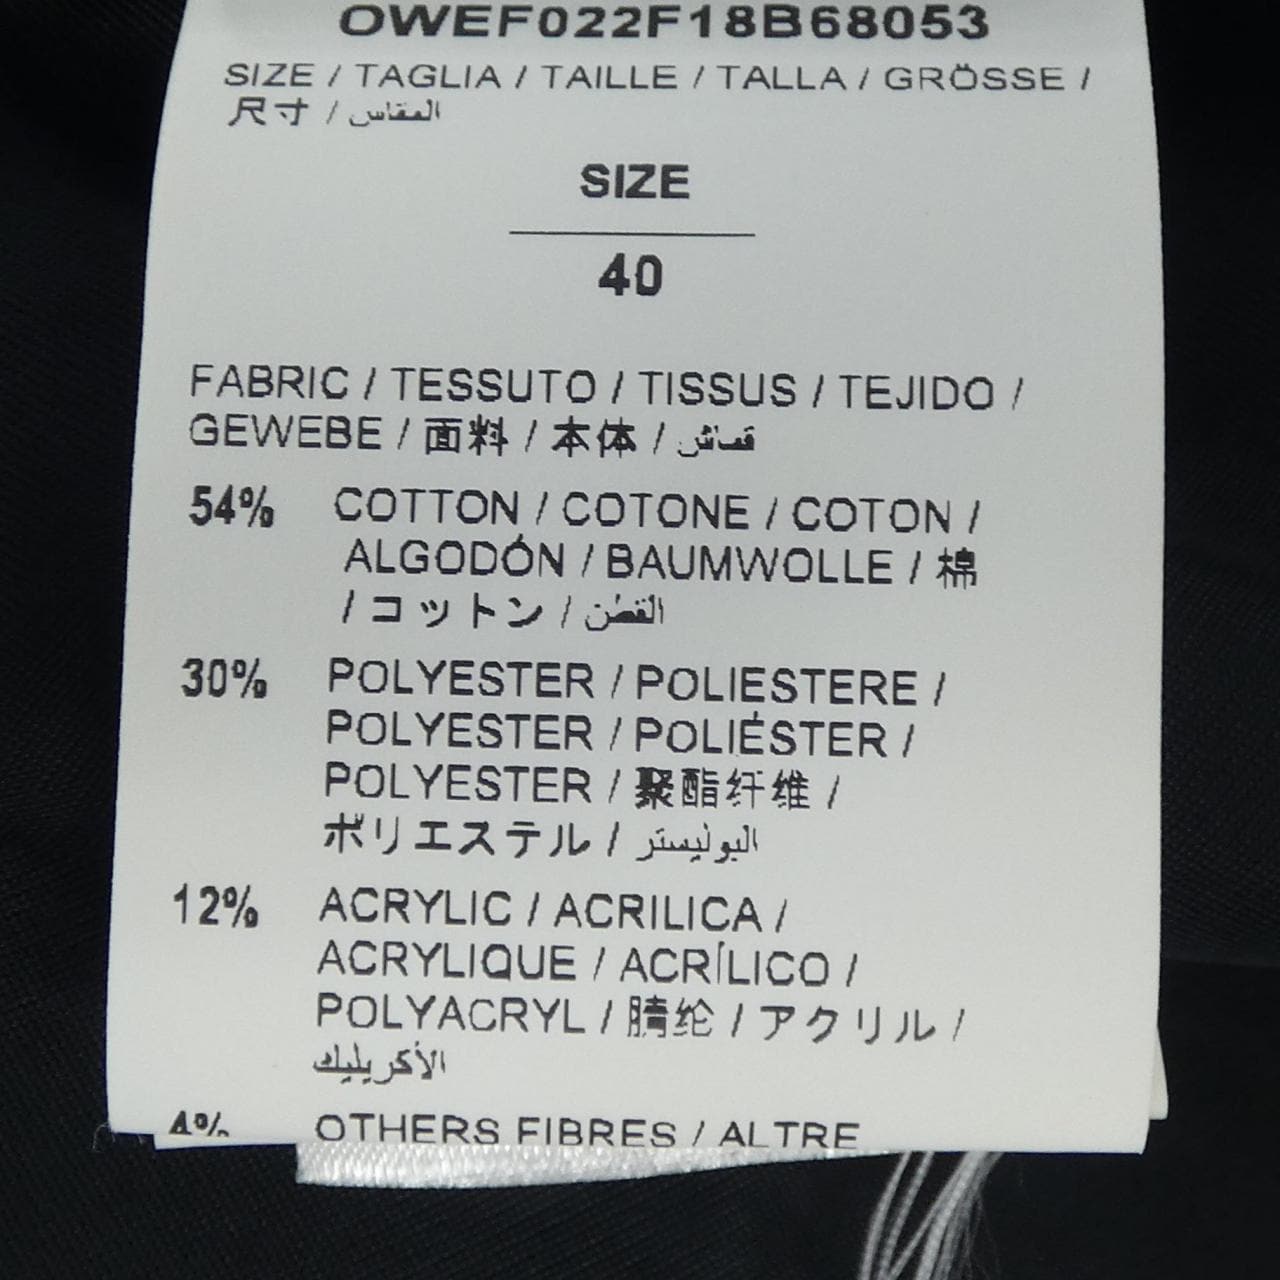 OWEF022F18B68053
SIZE / TAGLIA / TAILLE / TALLA / GRÖSSE /
尺寸 / المقاس
SIZE
40
FABRIC / TESSUTO / TISSUS / TEJIDO /
GEWEBE / 面料 / 本体 / قماش
54% COTTON / COTONE / COTON /
ALGODÓN / BAUMWOLLE / 棉
/ コットン / القطن
30% POLYESTER / POLIESTERE /
POLYESTER / POLIÉSTER /
POLYESTER / 聚酯纤维 /
ポリエステル / البوليستر
12% ACRYLIC / ACRILICA /
ACRYLIQUE / ACRÍLICO /
POLYACRYL / 腈纶 / アクリル /
الأكريليك
4% OTHERS FIBRES / ALTRE